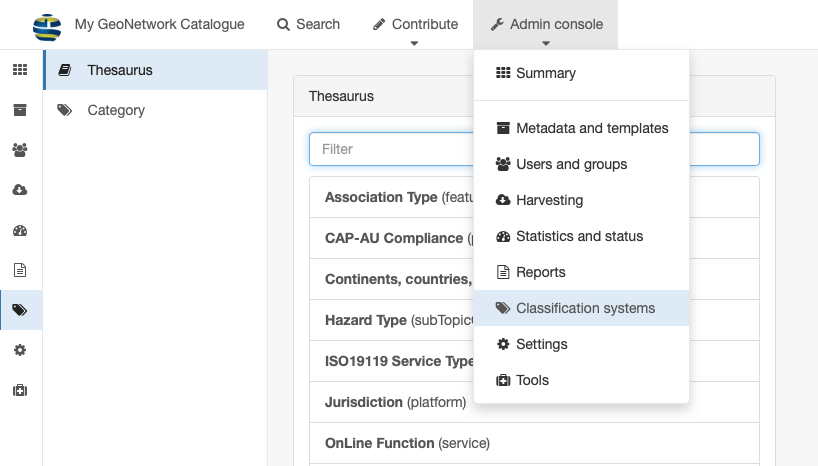 My GeoNetwork Catalogue
Search
Contribute
Admin console
Thesaurus
Category
Thesaurus
Filter
Association Type (featu
CAP-AU Compliance (
Continents, countries,
Hazard Type (subTopic
ISO19119 Service Type
Jurisdiction (platform)
OnLine Function (service)
Summary
Metadata and templates
Users and groups
Harvesting
Statistics and status
Reports
Classification systems
Settings
Tools